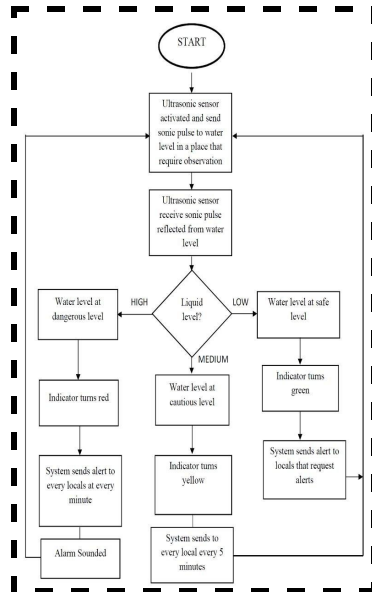 START
Ultrasonic sensor
activated and send
sonic pulse to water
level in a place that
require observation
Ultrasonic sensor
receive sonic pulse
reflected from water
level
Liquid
level?
HIGH
LOW
MEDIUM
Water level at
dangerous level
Indicator turns red
System sends alert to
every locals at every
minute
Alarm Sounded
Water level at
cautious level
Indicator turns
yellow
System sends to
every local every 5
minutes
Water level at safe
level
Indicator turns
green
System sends alert to
locals that request
alerts